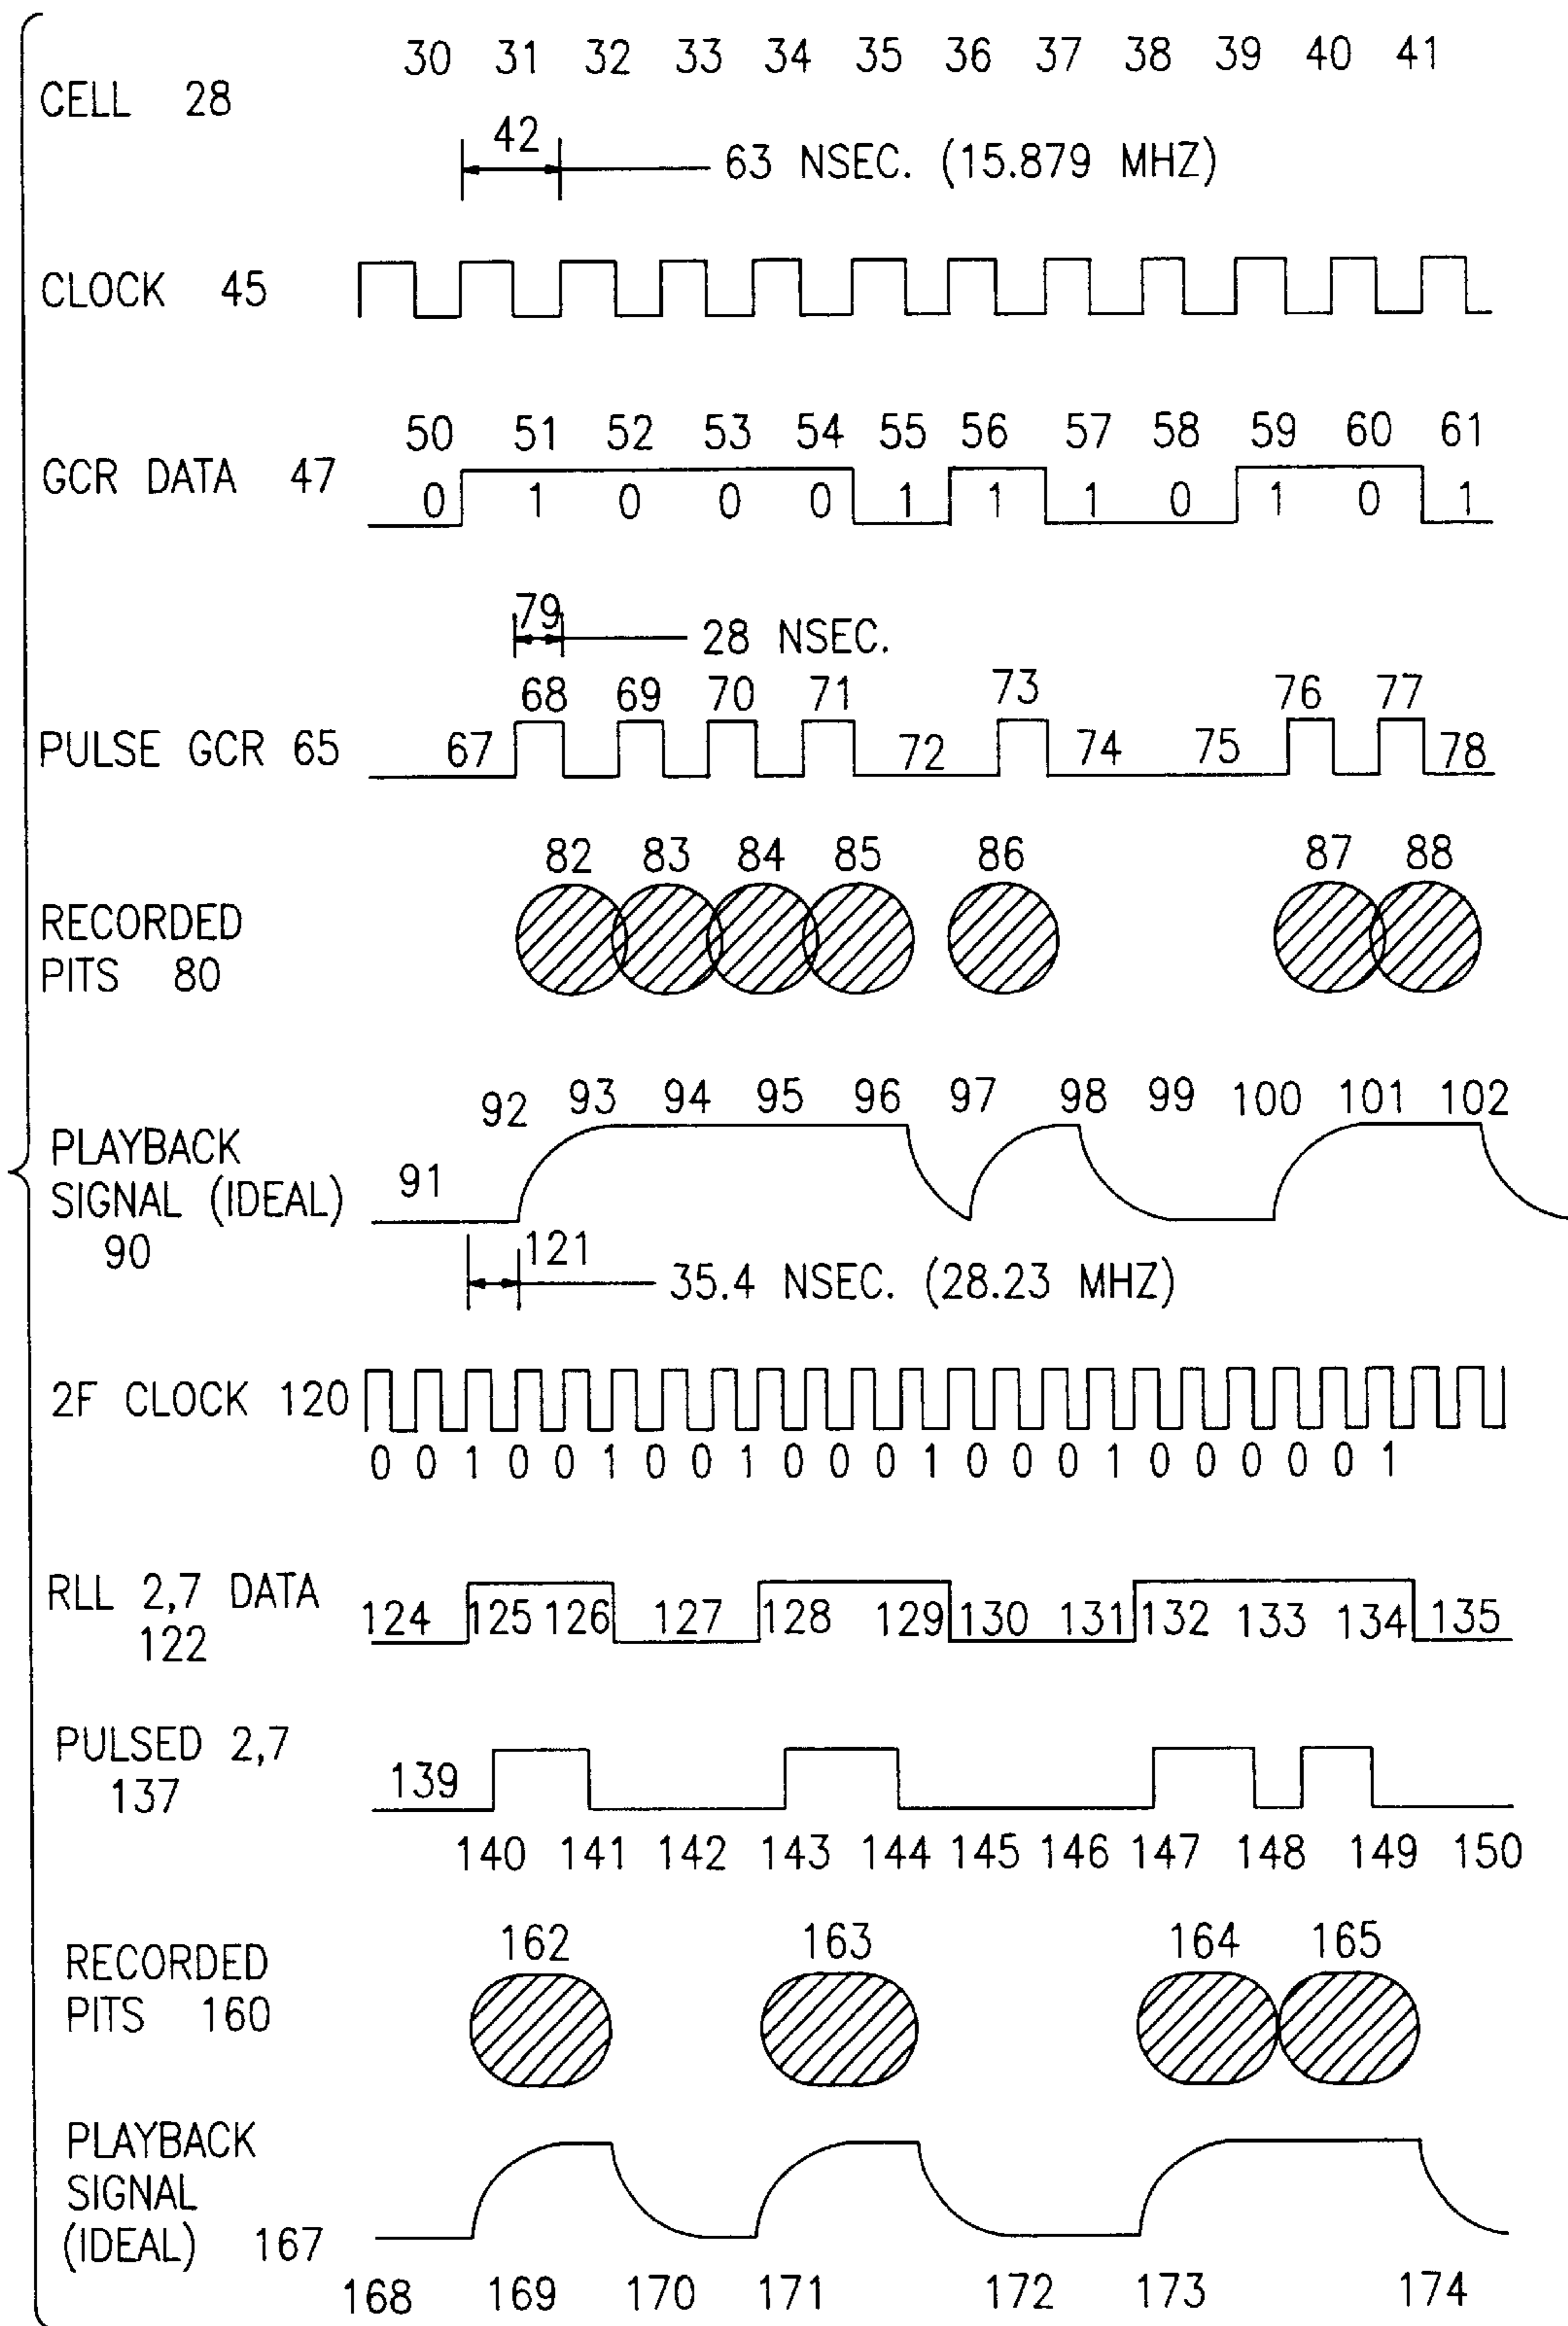 30 31 32 33 34 35 36 37 38 39 40 41
CELL 28
42
63 NSEC. (15.879 MHZ)
CLOCK 45
50 51 52 53 54 55 56 57 58 59 60 61
GCR DATA 47
0 1 0 0 0 1 1 1 0 1 0 1
79
28 NSEC.
68 69 70 71 73 76 77
PULSE GCR 65
67 72 74 75 78
82 83 84 85 86 87 88
RECORDED
PITS 80
92 93 94 95 96 97 98 99 100 101 102
PLAYBACK
SIGNAL (IDEAL)
90
91
121
35.4 NSEC. (28.23 MHZ)
2F CLOCK 120
0 0 1 0 0 1 0 0 1 0 0 0 1 0 0 0 1 0 0 0 0 0 1
RLL 2,7 DATA
122
124 125 126 127 128 129 130 131 132 133 134 135
PULSED 2,7
137
139
140 141 142 143 144 145 146 147 148 149 150
162 163 164 165
RECORDED
PITS 160
PLAYBACK
SIGNAL
(IDEAL) 167
168 169 170 171 172 173 174